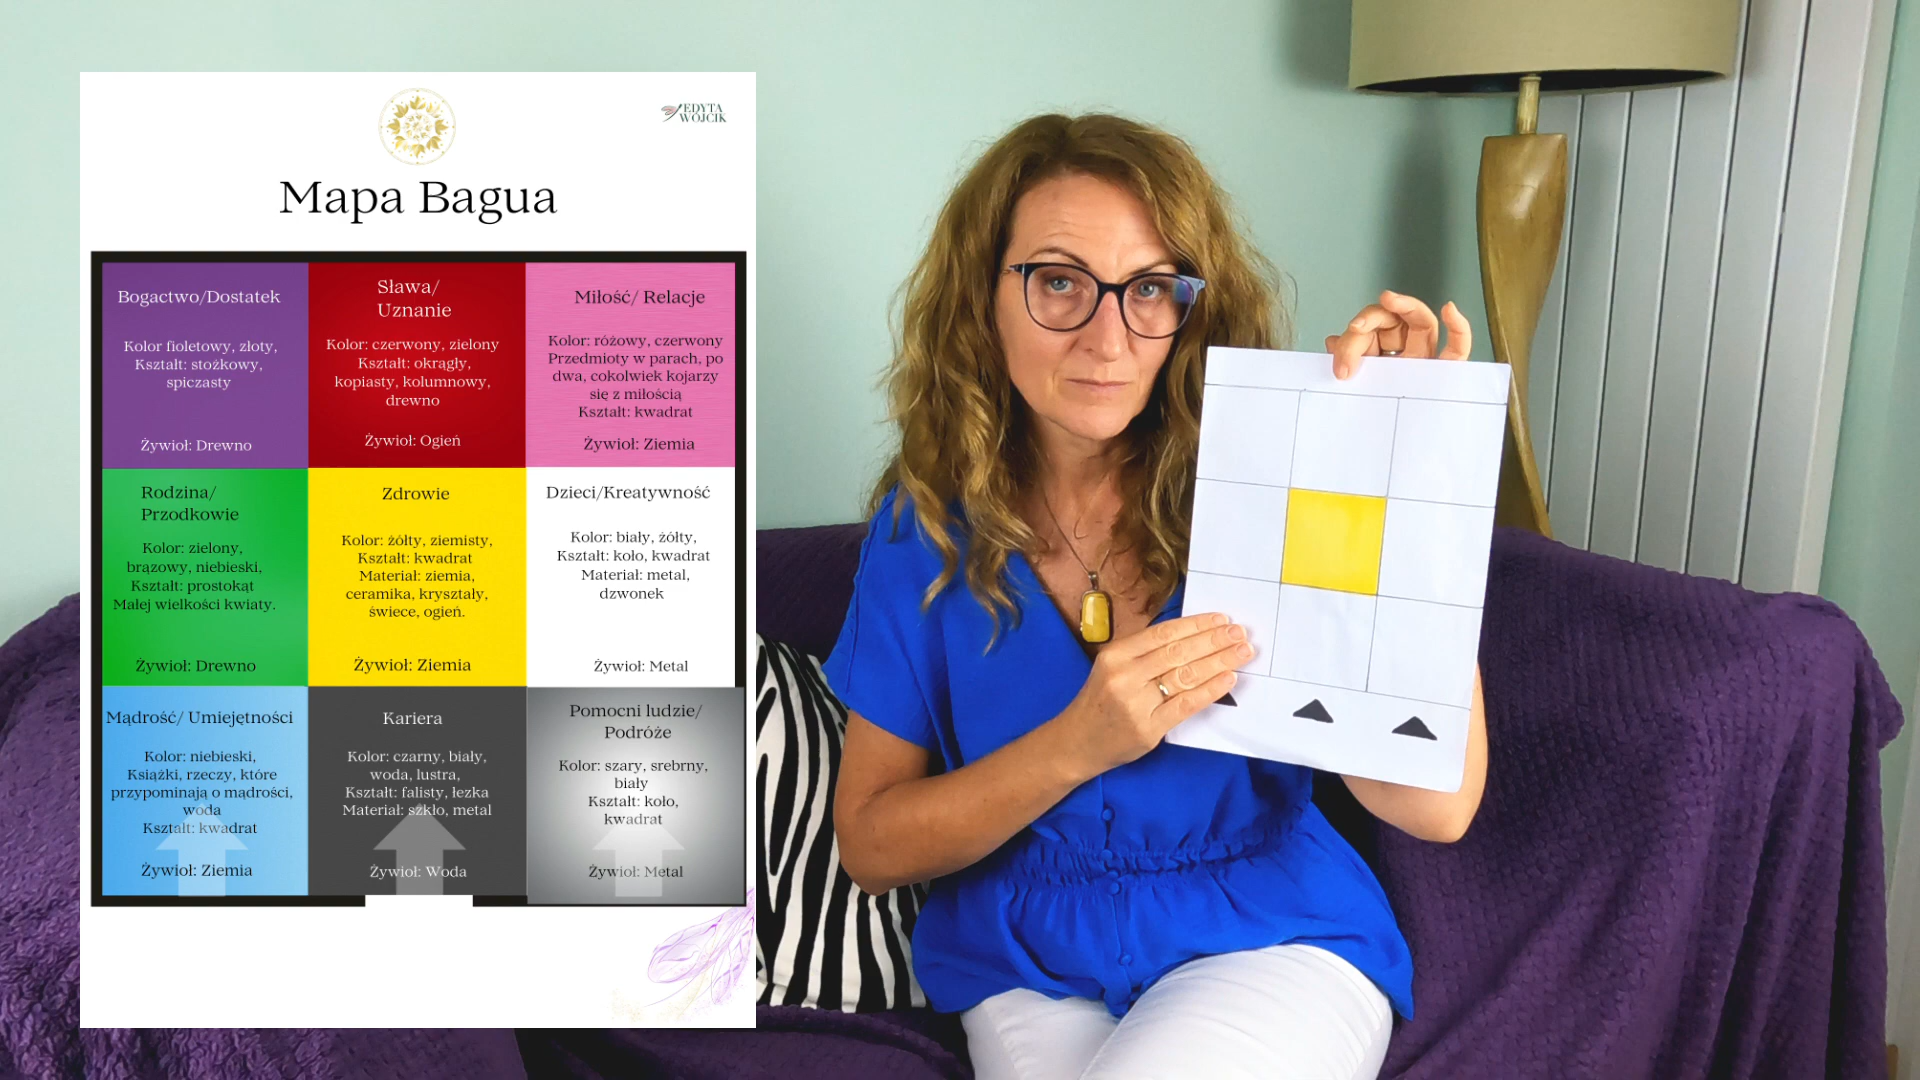 EDYTA
WÓJCIK
Mapa Bagua
Bogactwo/Dostatek
Kolor fioletowy, złoty,
Kształt: stożkowy,
spiczasty
Żywioł: Drewno
Sława/
Uznanie
Kolor: czerwony, zielony
Kształt: okrągły,
kopiasty, kolumnowy,
drewno
Żywioł: Ogień
Miłość/ Relacje
Kolor: różowy, czerwony
Przedmioty w parach, po
dwa, cokolwiek kojarzy
się z miłością
Kształt: kwadrat
Żywioł: Ziemia
Rodzina/
Przodkowie
Kolor: zielony,
brązowy, niebieski,
Kształt: prostokąt
Małej wielkości kwiaty.
Żywioł: Drewno
Zdrowie
Kolor: żółty, ziemisty,
Kształt: kwadrat
Materiał: ziemia,
ceramika, kryształy,
świece, ogień.
Żywioł: Ziemia
Dzieci/Kreatywność
Kolor: biały, żółty,
Kształt: koło, kwadrat
Materiał: metal,
dzwonek
Żywioł: Metal
Mądrość/ Umiejętności
Kolor: niebieski,
Książki, rzeczy, które
przypominają o mądrości,
woda
Kształt: kwadrat
Żywioł: Ziemia
Kariera
Kolor: czarny, biały,
woda, lustra,
Kształt: falisty, łezka
Materiał: szkło, metal
Żywioł: Woda
Pomocni ludzie/
Podróże
Kolor: szary, srebrny,
biały
Kształt: koło,
kwadrat
Żywioł: Metal